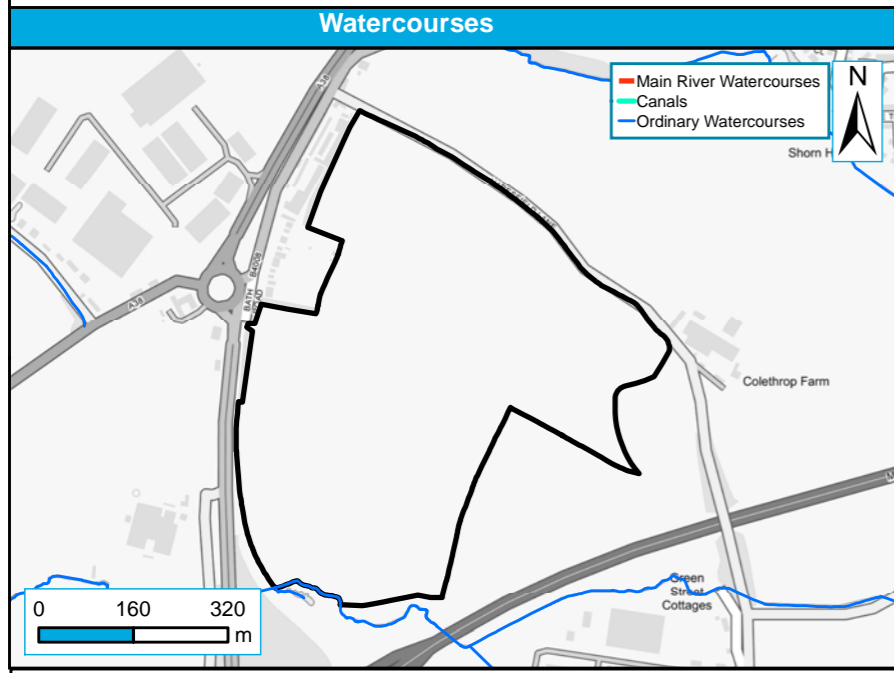 Watercourses
Main River Watercourses
Canals
Ordinary Watercourses
N
A38
Shorn H
B4008
BATH
ROAD
A38
Colethrop Farm
Green
Street
Cottages
0 160 320
m